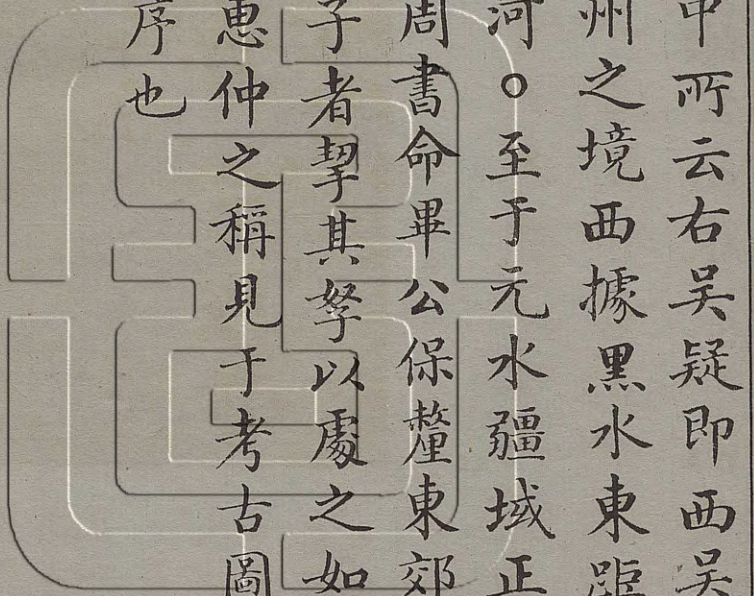 中所云右吴疑即西吴
州之境西據黑水東距
河○至于元水疆域正
周書命畢公保釐東郊
子者挈其孥以處之如
惠仲之稱見于考古圖
序也